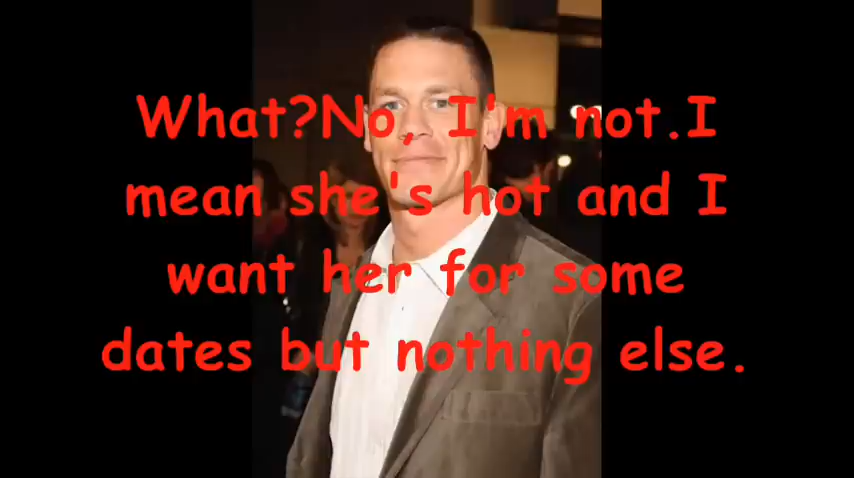 What?No, I'm not.I
mean she's hot and I
want her for some
dates but nothing else.